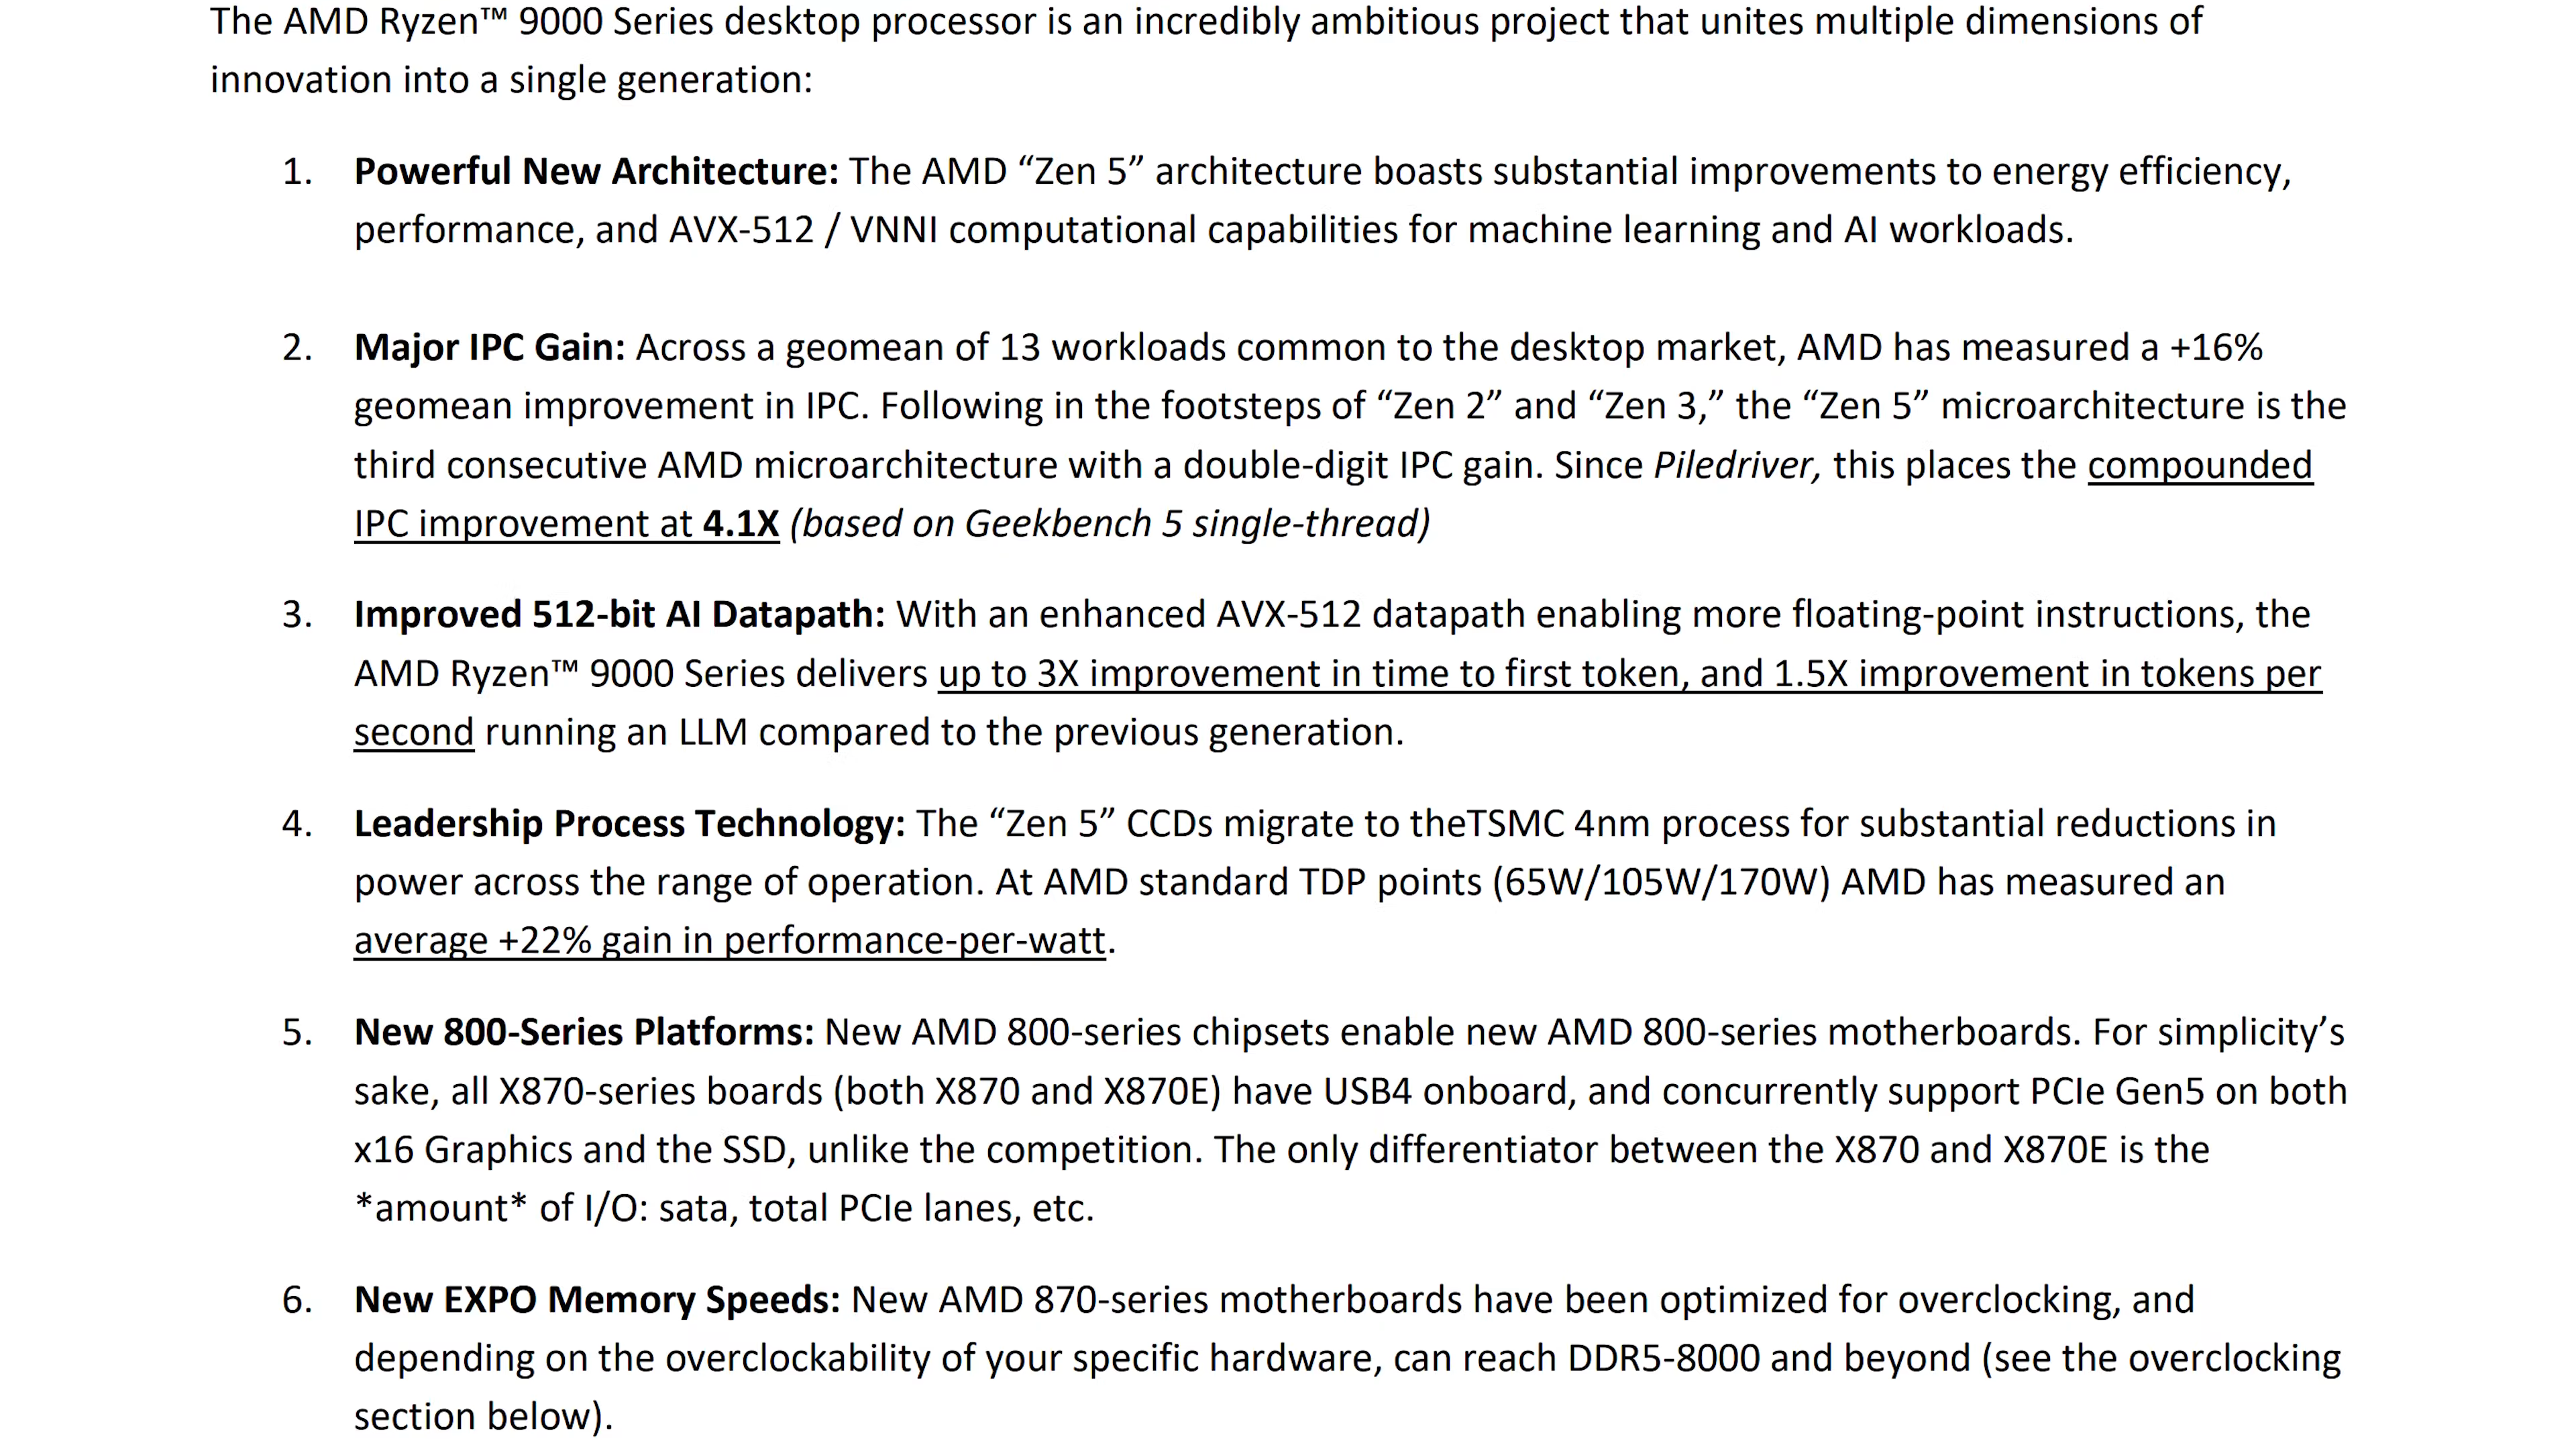 The AMD Ryzen™ 9000 Series desktop processor is an incredibly ambitious project that unites multiple dimensions of
innovation into a single generation:
1. Powerful New Architecture: The AMD “Zen 5” architecture boasts substantial improvements to energy efficiency,
performance, and AVX-512 / VNNI computational capabilities for machine learning and AI workloads.
2. Major IPC Gain: Across a geomean of 13 workloads common to the desktop market, AMD has measured a +16%
geomean improvement in IPC. Following in the footsteps of “Zen 2” and “Zen 3,” the “Zen 5” microarchitecture is the
third consecutive AMD microarchitecture with a double-digit IPC gain. Since Piledriver, this places the compounded
IPC improvement at 4.1X (based on Geekbench 5 single-thread)
3. Improved 512-bit AI Datapath: With an enhanced AVX-512 datapath enabling more floating-point instructions, the
AMD Ryzen™ 9000 Series delivers up to 3X improvement in time to first token, and 1.5X improvement in tokens per
second running an LLM compared to the previous generation.
4. Leadership Process Technology: The “Zen 5” CCDs migrate to theTSMC 4nm process for substantial reductions in
power across the range of operation. At AMD standard TDP points (65W/105W/170W) AMD has measured an
average +22% gain in performance-per-watt.
5. New 800-Series Platforms: New AMD 800-series chipsets enable new AMD 800-series motherboards. For simplicity’s
sake, all X870-series boards (both X870 and X870E) have USB4 onboard, and concurrently support PCIe Gen5 on both
x16 Graphics and the SSD, unlike the competition. The only differentiator between the X870 and X870E is the
*amount* of I/O: sata, total PCIe lanes, etc.
6. New EXPO Memory Speeds: New AMD 870-series motherboards have been optimized for overclocking, and
depending on the overclockability of your specific hardware, can reach DDR5-8000 and beyond (see the overclocking
section below).